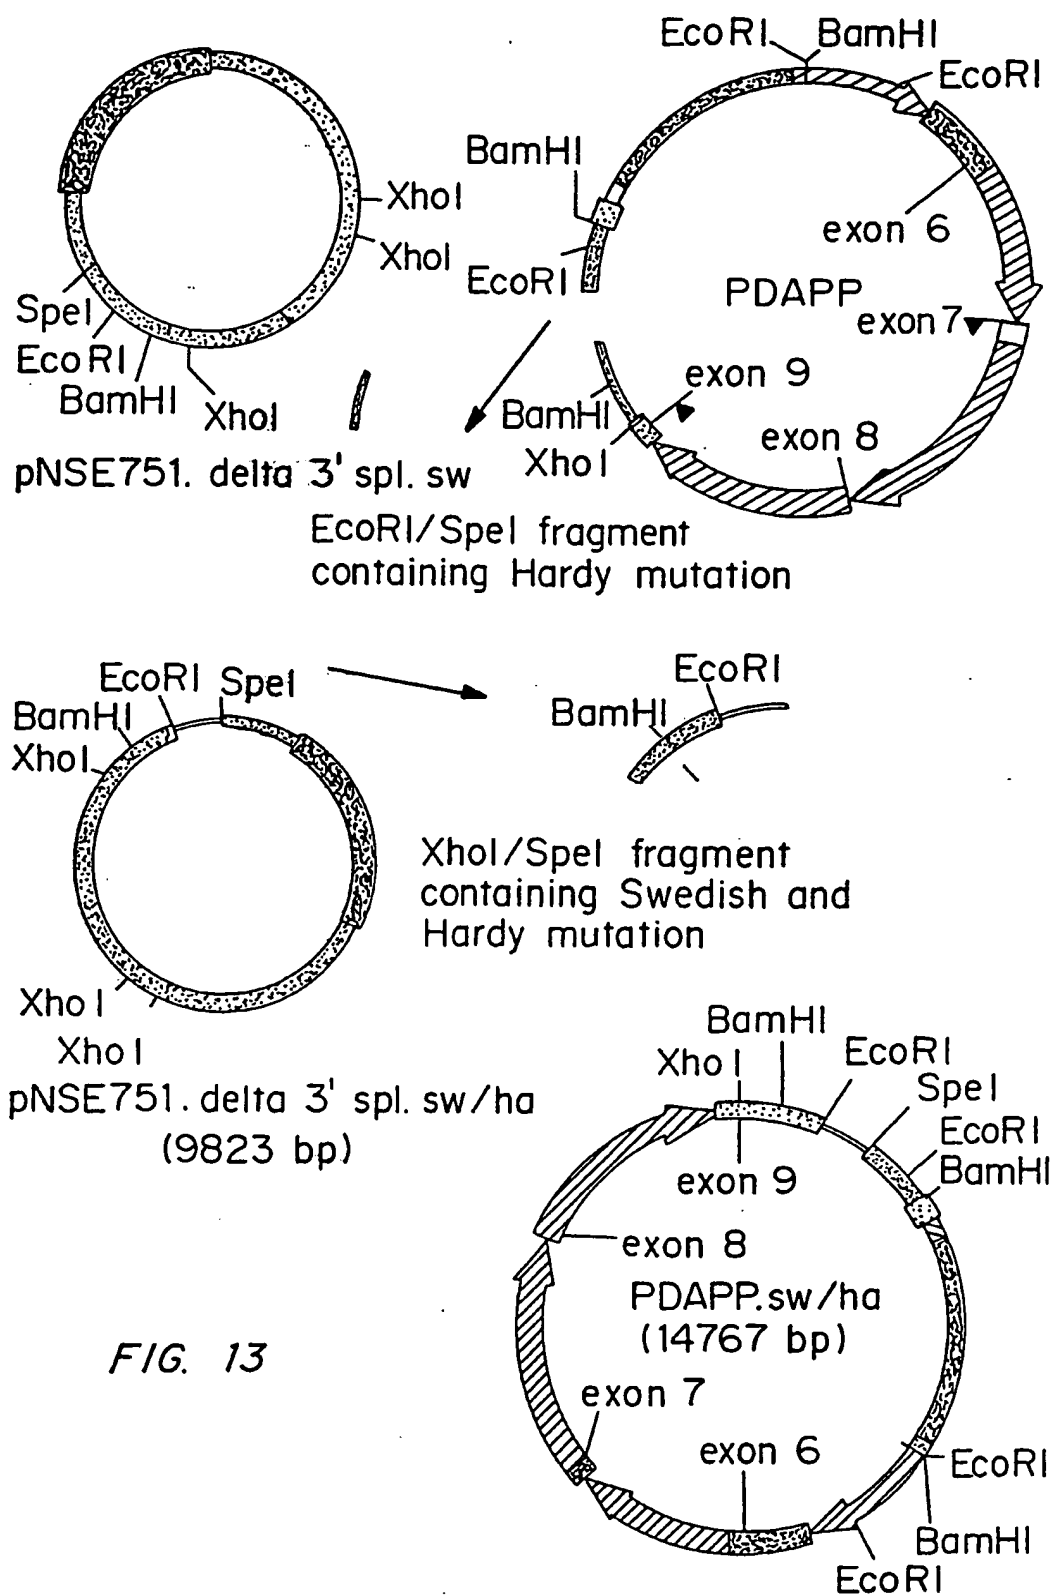 EcoRI
BamHI
EcoRI
BamHI
XhoI
exon 6
XhoI
EcoRI
PDAPP
SpeI
exon 7
EcoRI
exon 9
BamHI
XhoI
BamHI
exon 8
XhoI
pNSE751. delta 3' spl. sw
EcoRI/SpeI fragment
containing Hardy mutation
EcoRI
SpeI
EcoRI
BamHI
BamHI
XhoI
XhoI/SpeI fragment
containing Swedish and
Hardy mutation
XhoI
XhoI
pNSE751. delta 3' spl. sw/ha
(9823 bp)
BamHI
XhoI
EcoRI
SpeI
EcoRI
BamHI
exon 9
exon 8
PDAPP.sw/ha
(14767 bp)
FIG. 13
exon 7
exon 6
EcoRI
BamHI
EcoRI